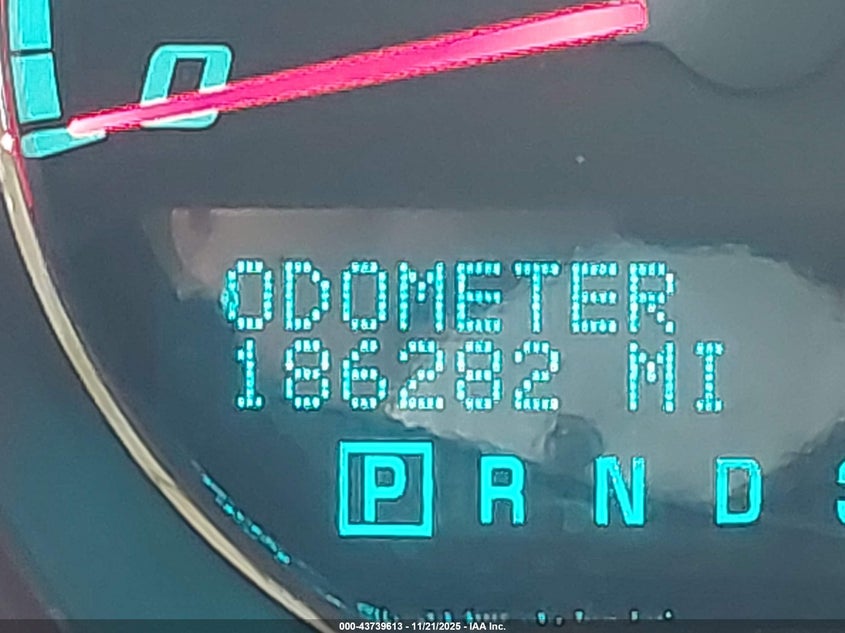 0
ODOMETER
186282 MI
P R N D
000-43739613 - 11/21/2025 - IAA Inc.